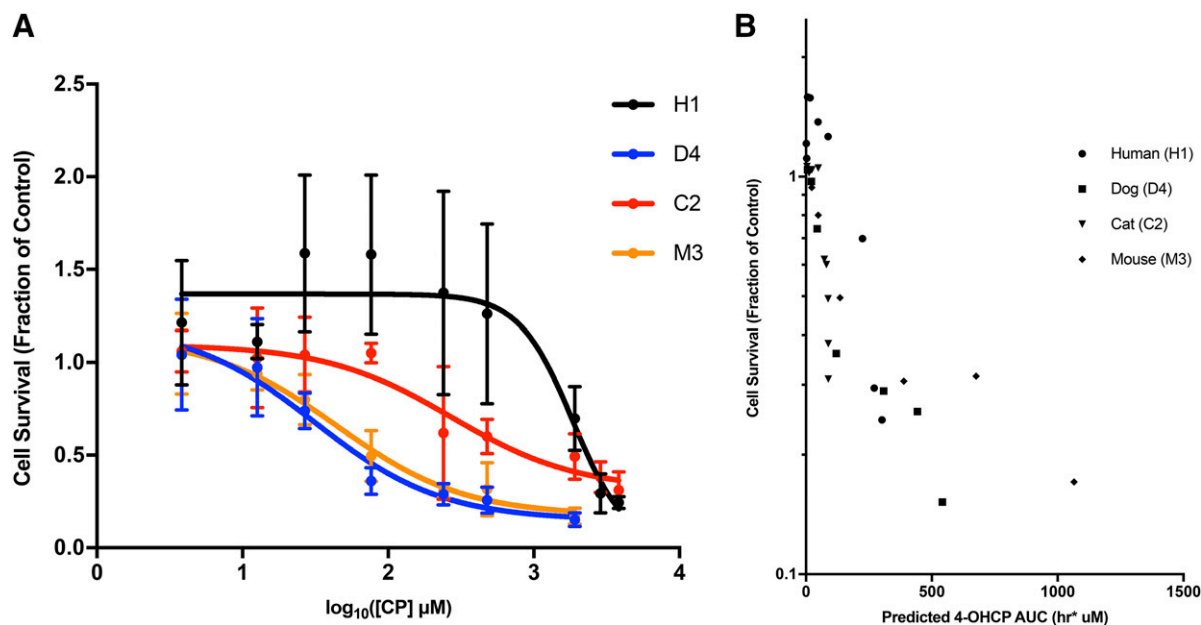 A
Cell Survival (Fraction of Control)
2.5
2.0
1.5
1.0
0.5
0.0
0
1
2
3
4
log₁₀([CP] µM)
H1
D4
C2
M3
B
Cell Survival (Fraction of Control)
1
0.1
0
500
1000
1500
Predicted 4-OHCP AUC (hr* uM)
Human (H1)
Dog (D4)
Cat (C2)
Mouse (M3)